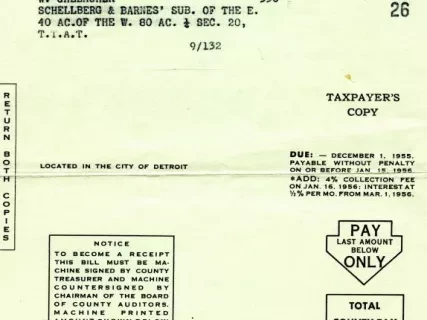 W. GALLAGHER
SCHELLBERG & BARNES' SUB. OF THE E.
40 AC.OF THE W. 80 AC. ½ SEC. 20,
T.1.A.T.
9/132
26
RETURN BOTH COPIES
TAXPAYER'S
COPY
LOCATED IN THE CITY OF DETROIT
DUE: — DECEMBER 1, 1955.
PAYABLE WITHOUT PENALTY
ON OR BEFORE JAN. 15, 1956
*ADD: 4% COLLECTION FEE
ON JAN. 16, 1956: INTEREST AT
½% PER MO. FROM MAR. 1, 1956.
PAY
LAST AMOUNT
BELOW
ONLY
NOTICE
TO BECOME A RECEIPT
THIS BILL MUST BE MA-
CHINE SIGNED BY COUNTY
TREASURER AND MACHINE
COUNTERSIGNED BY
CHAIRMAN OF THE BOARD
OF COUNTY AUDITORS.
MACHINE PRINTED
TOTAL